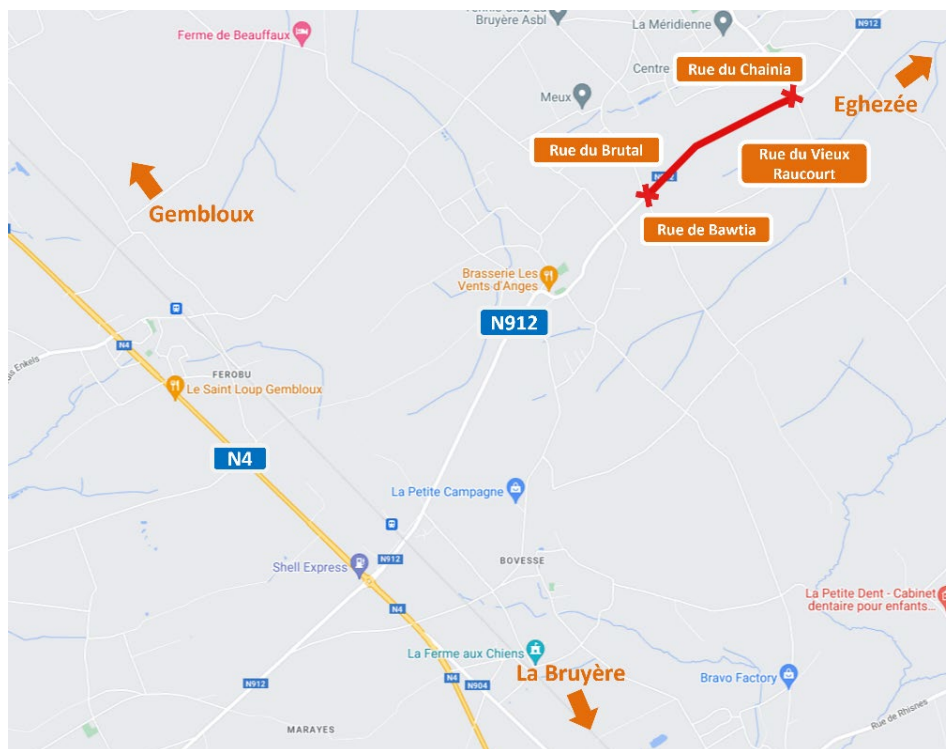 Tennis Club La
Bruyère Asbl
La Méridienne
N912
Ferme de Beauffaux
Centre
Rue du Chainia
Meux
Eghezée
Rue du Brutal
Rue du Vieux
Raucourt
Gembloux
Rue de Bawtia
Brasserie Les
Vents d'Anges
N912
N4
Enkels
FEROBU
Le Saint Loup Gembloux
N4
La Petite Campagne
N912
BOVESSE
Shell Express
N4
La Petite Dent - Cabinet
dentaire pour enfants...
La Ferme aux Chiens
La Bruyère
N4
N904
N912
Bravo Factory
Rue de Rhisnes
MARAYES